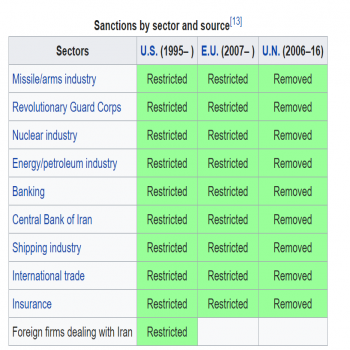 Sanctions by sector and source[13]
Sectors U.S. (1995– ) E.U. (2007– ) U.N. (2006–16)
Missile/arms industry Restricted Restricted Removed
Revolutionary Guard Corps Restricted Restricted Removed
Nuclear industry Restricted Restricted Removed
Energy/petroleum industry Restricted Restricted Removed
Banking Restricted Restricted Removed
Central Bank of Iran Restricted Restricted Removed
Shipping industry Restricted Restricted Removed
International trade Restricted Restricted Removed
Insurance Restricted Restricted Removed
Foreign firms dealing with Iran Restricted